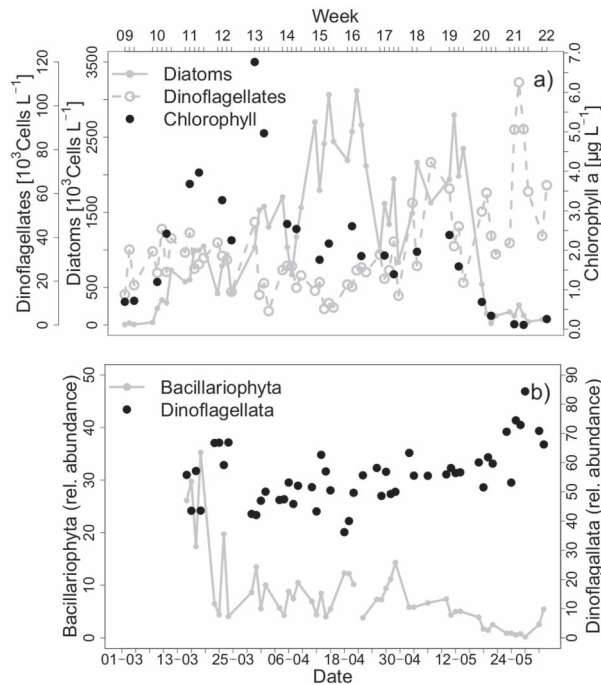 Week
09 10 11 12 13 14 15 16 17 18 19 20 21 22
a)
Diatoms
Dinoflagellates
Chlorophyll
Dinoflagellates [10³Cells L⁻¹]
0 20 40 60 80 100 120
Diatoms [10³Cells L⁻¹]
0 500 1500 2500 3500
Chlorophyll a [µg L⁻¹]
0.0 1.0 2.0 3.0 4.0 5.0 6.0 7.0
b)
Bacillariophyta
Dinoflagellata
Bacillariophyta (rel. abundance)
0 10 20 30 40 50
Dinoflagallata (rel. abundance)
0 10 20 30 40 50 60 70 80 90
01-03 13-03 25-03 06-04 18-04 30-04 12-05 24-05
Date